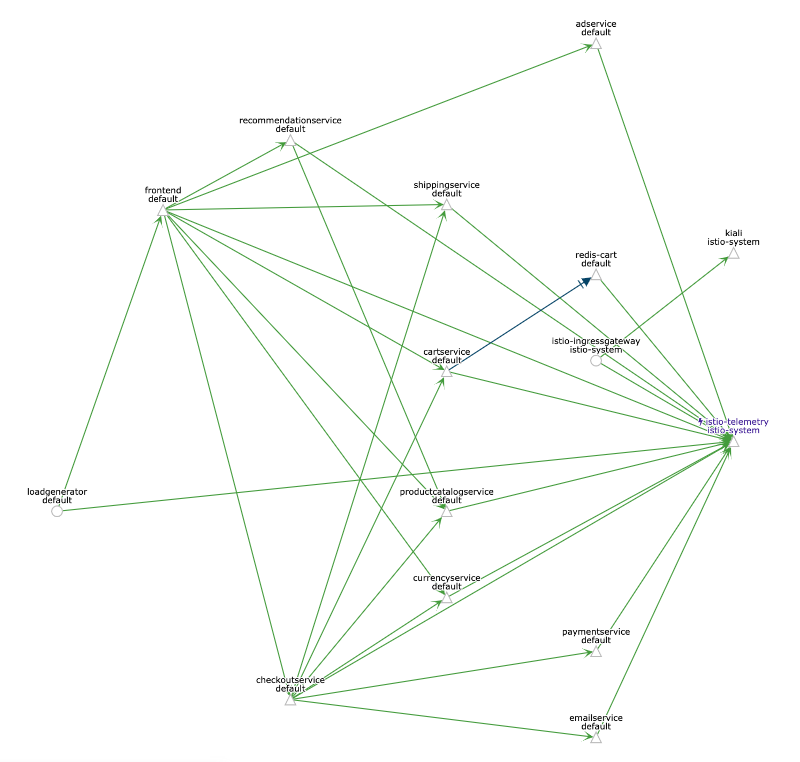 adservice
default
recommendationservice
default
shippingservice
default
frontend
default
kiali
istio-system
redis-cart
default
istio-ingressgateway
istio-system
cartservice
default
istio-telemetry
istio-system
loadgenerator
default
productcatalogservice
default
currencyservice
default
paymentservice
default
checkoutservice
default
emailservice
default